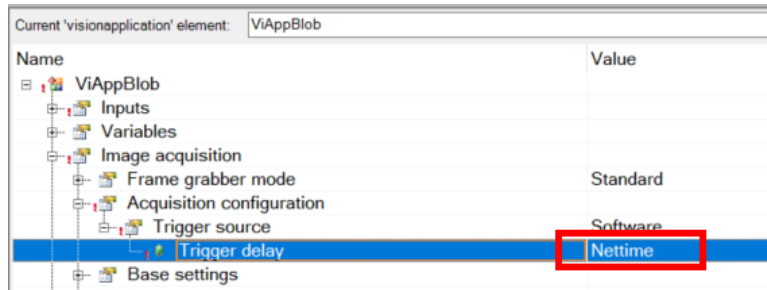 Current 'visionapplication' element: ViAppBlob
Name Value
ViAppBlob
Inputs
Variables
Image acquisition
Frame grabber mode Standard
Acquisition configuration
Trigger source Software
Trigger delay Nettime
Base settings